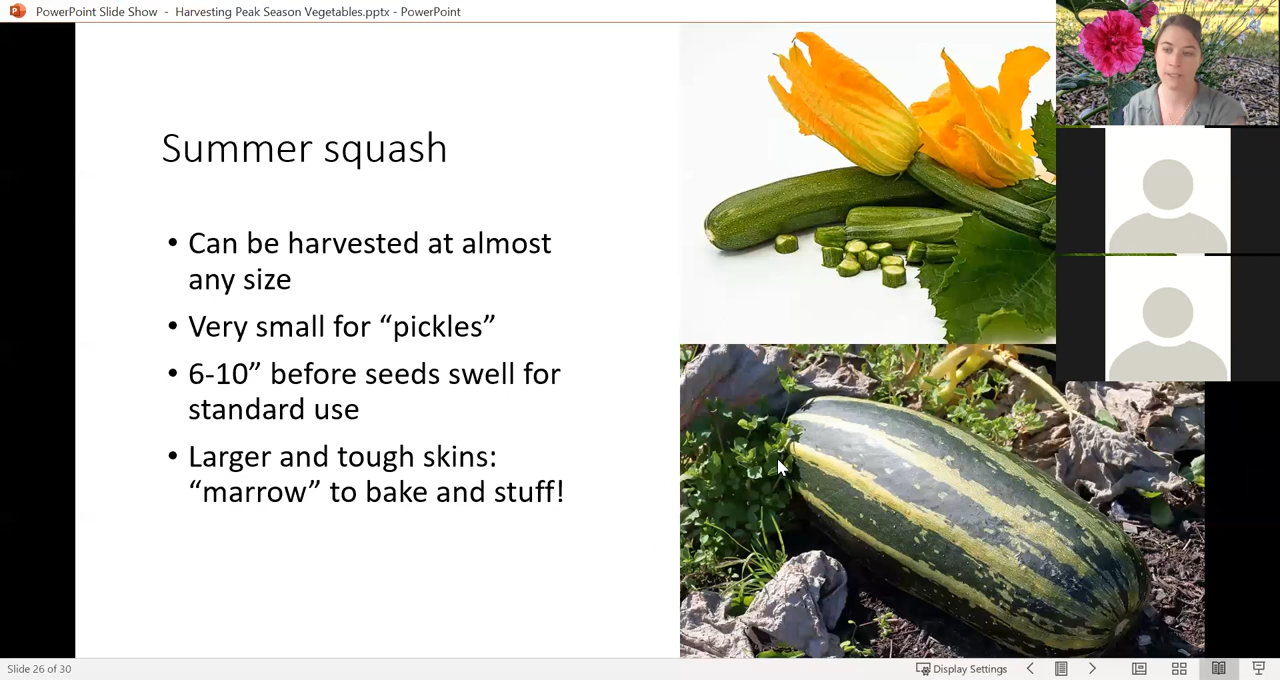 PowerPoint Slide Show - Harvesting Peak Season Vegetables.pptx - PowerPoint
Summer squash
• Can be harvested at almost
any size
• Very small for “pickles”
• 6-10” before seeds swell for
standard use
• Larger and tough skins:
“marrow” to bake and stuff!
Slide 26 of 30
Display Settings